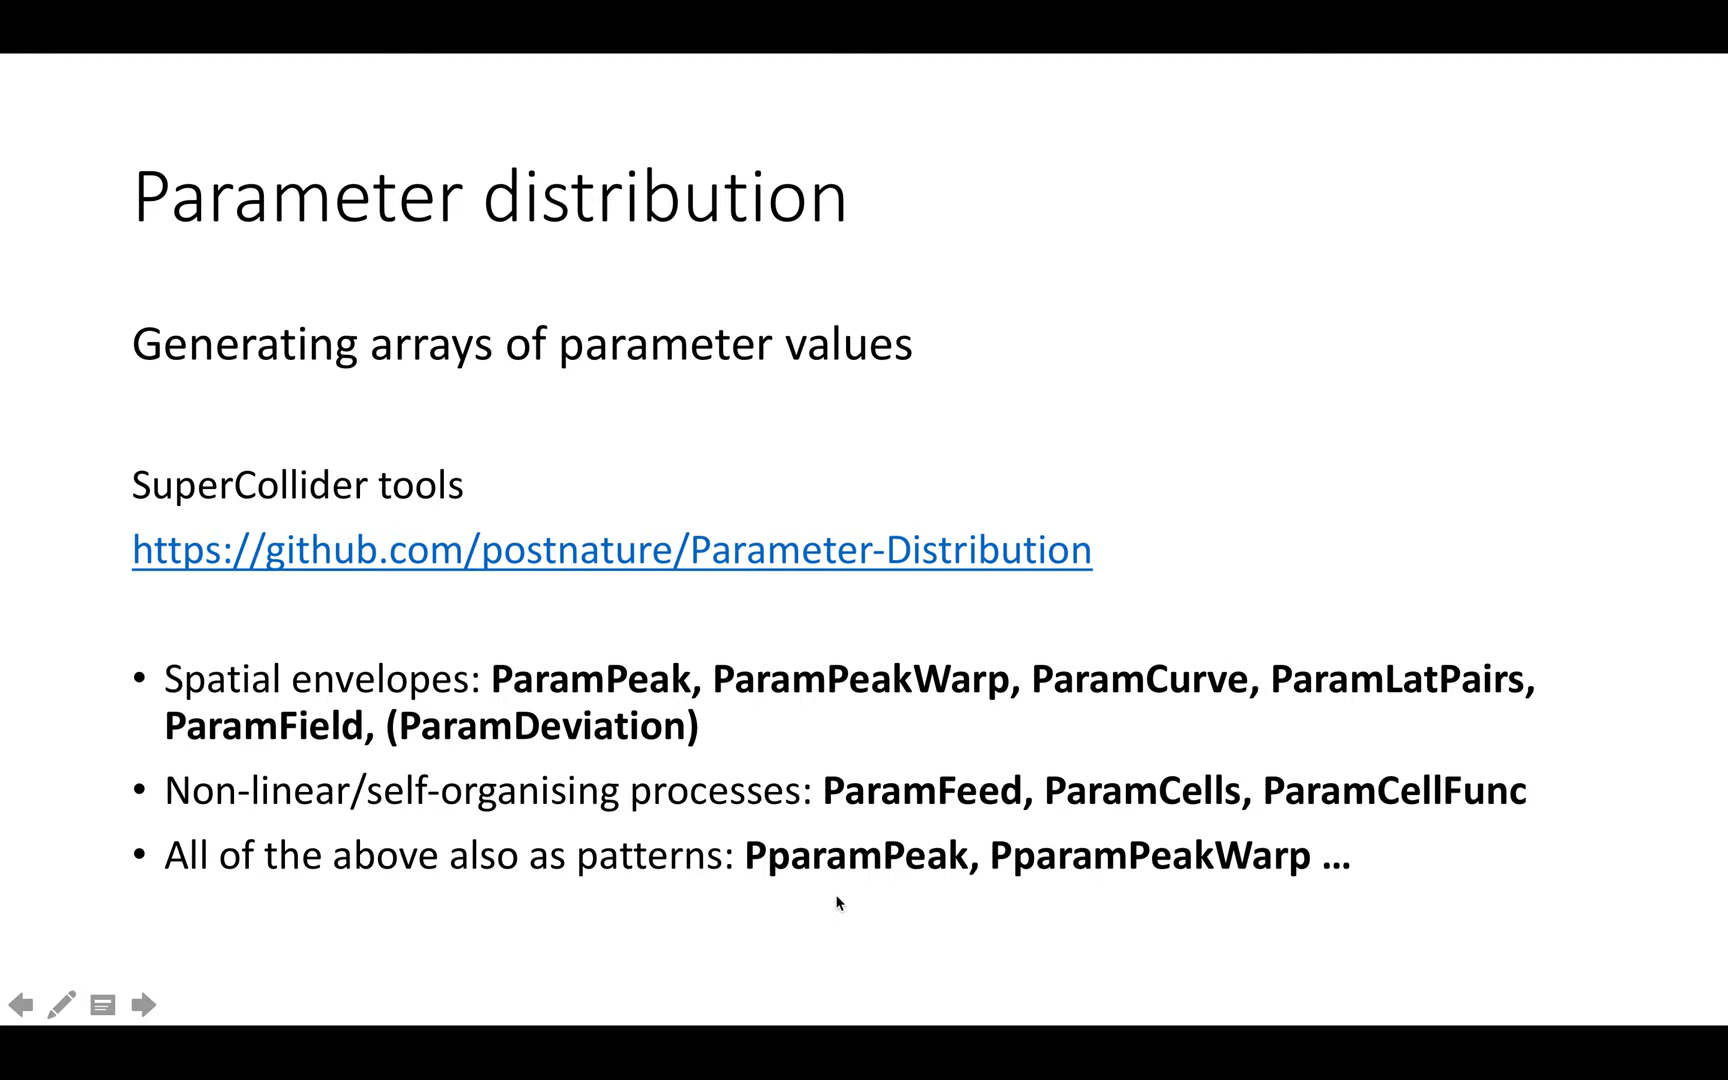 Parameter distribution
Generating arrays of parameter values
SuperCollider tools
https://github.com/postnature/Parameter-Distribution
• Spatial envelopes: ParamPeak, ParamPeakWarp, ParamCurve, ParamLatPairs,
ParamField, (ParamDeviation)
• Non-linear/self-organising processes: ParamFeed, ParamCells, ParamCellFunc
• All of the above also as patterns: PparamPeak, PparamPeakWarp ...